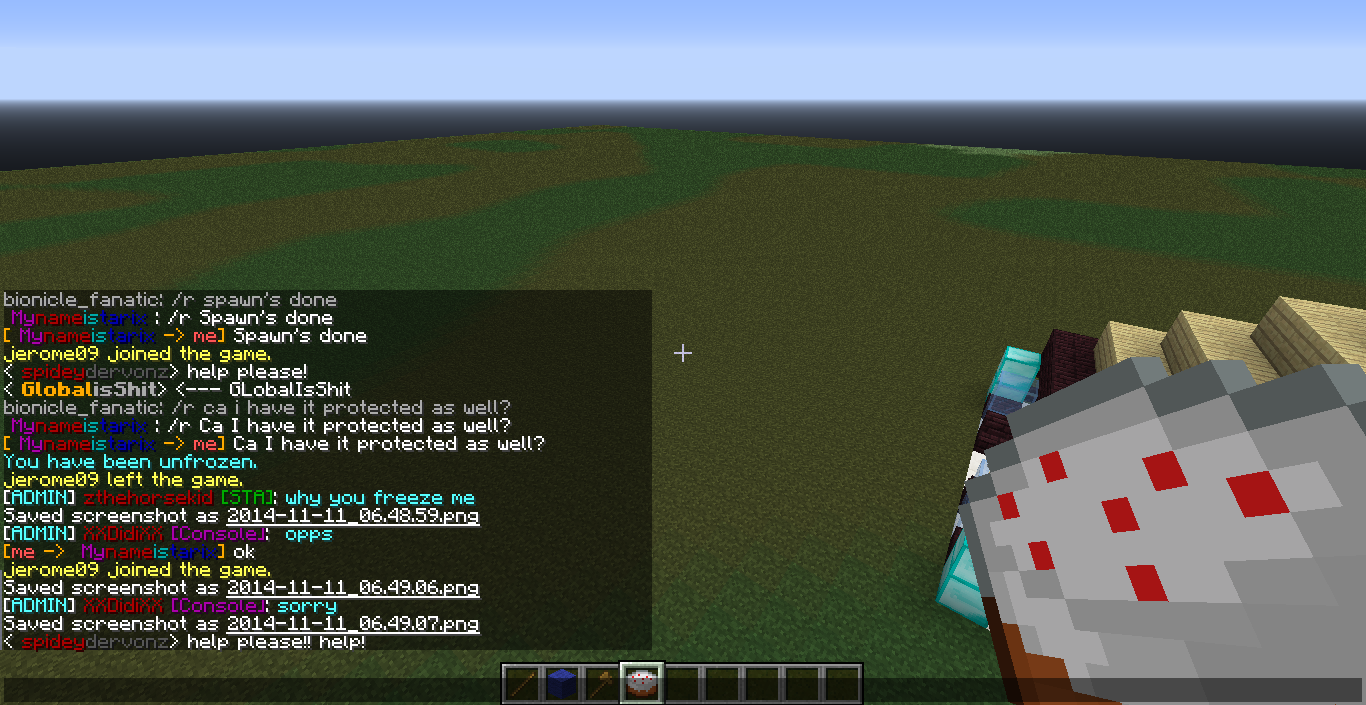 bionicle_fanatic: /r spawn's done
Mynameistarix : /r Spawn's done
[ Mynameistarix -> me] Spawn's done
jerome09 joined the game.
< spideydervonz> help please!
< GlobalisShit> <--- GLobalIsShit
bionicle_fanatic: /r ca i have it protected as well?
Mynameistarix : /r Ca I have it protected as well?
[ Mynameistarix -> me] Ca I have it protected as well?
You have been unfrozen.
jerome09 left the game.
[ADMIN] zthehorsekid [STA]: why you freeze me
Saved screenshot as 2014-11-11_06.48.59.png
[ADMIN] XXDidiXX [Console]: opps
[me -> Mynameistarix] ok
jerome09 joined the game.
Saved screenshot as 2014-11-11_06.49.06.png
[ADMIN] XXDidiXX [Console]: sorry
Saved screenshot as 2014-11-11_06.49.07.png
< spideydervonz> help please!! help!